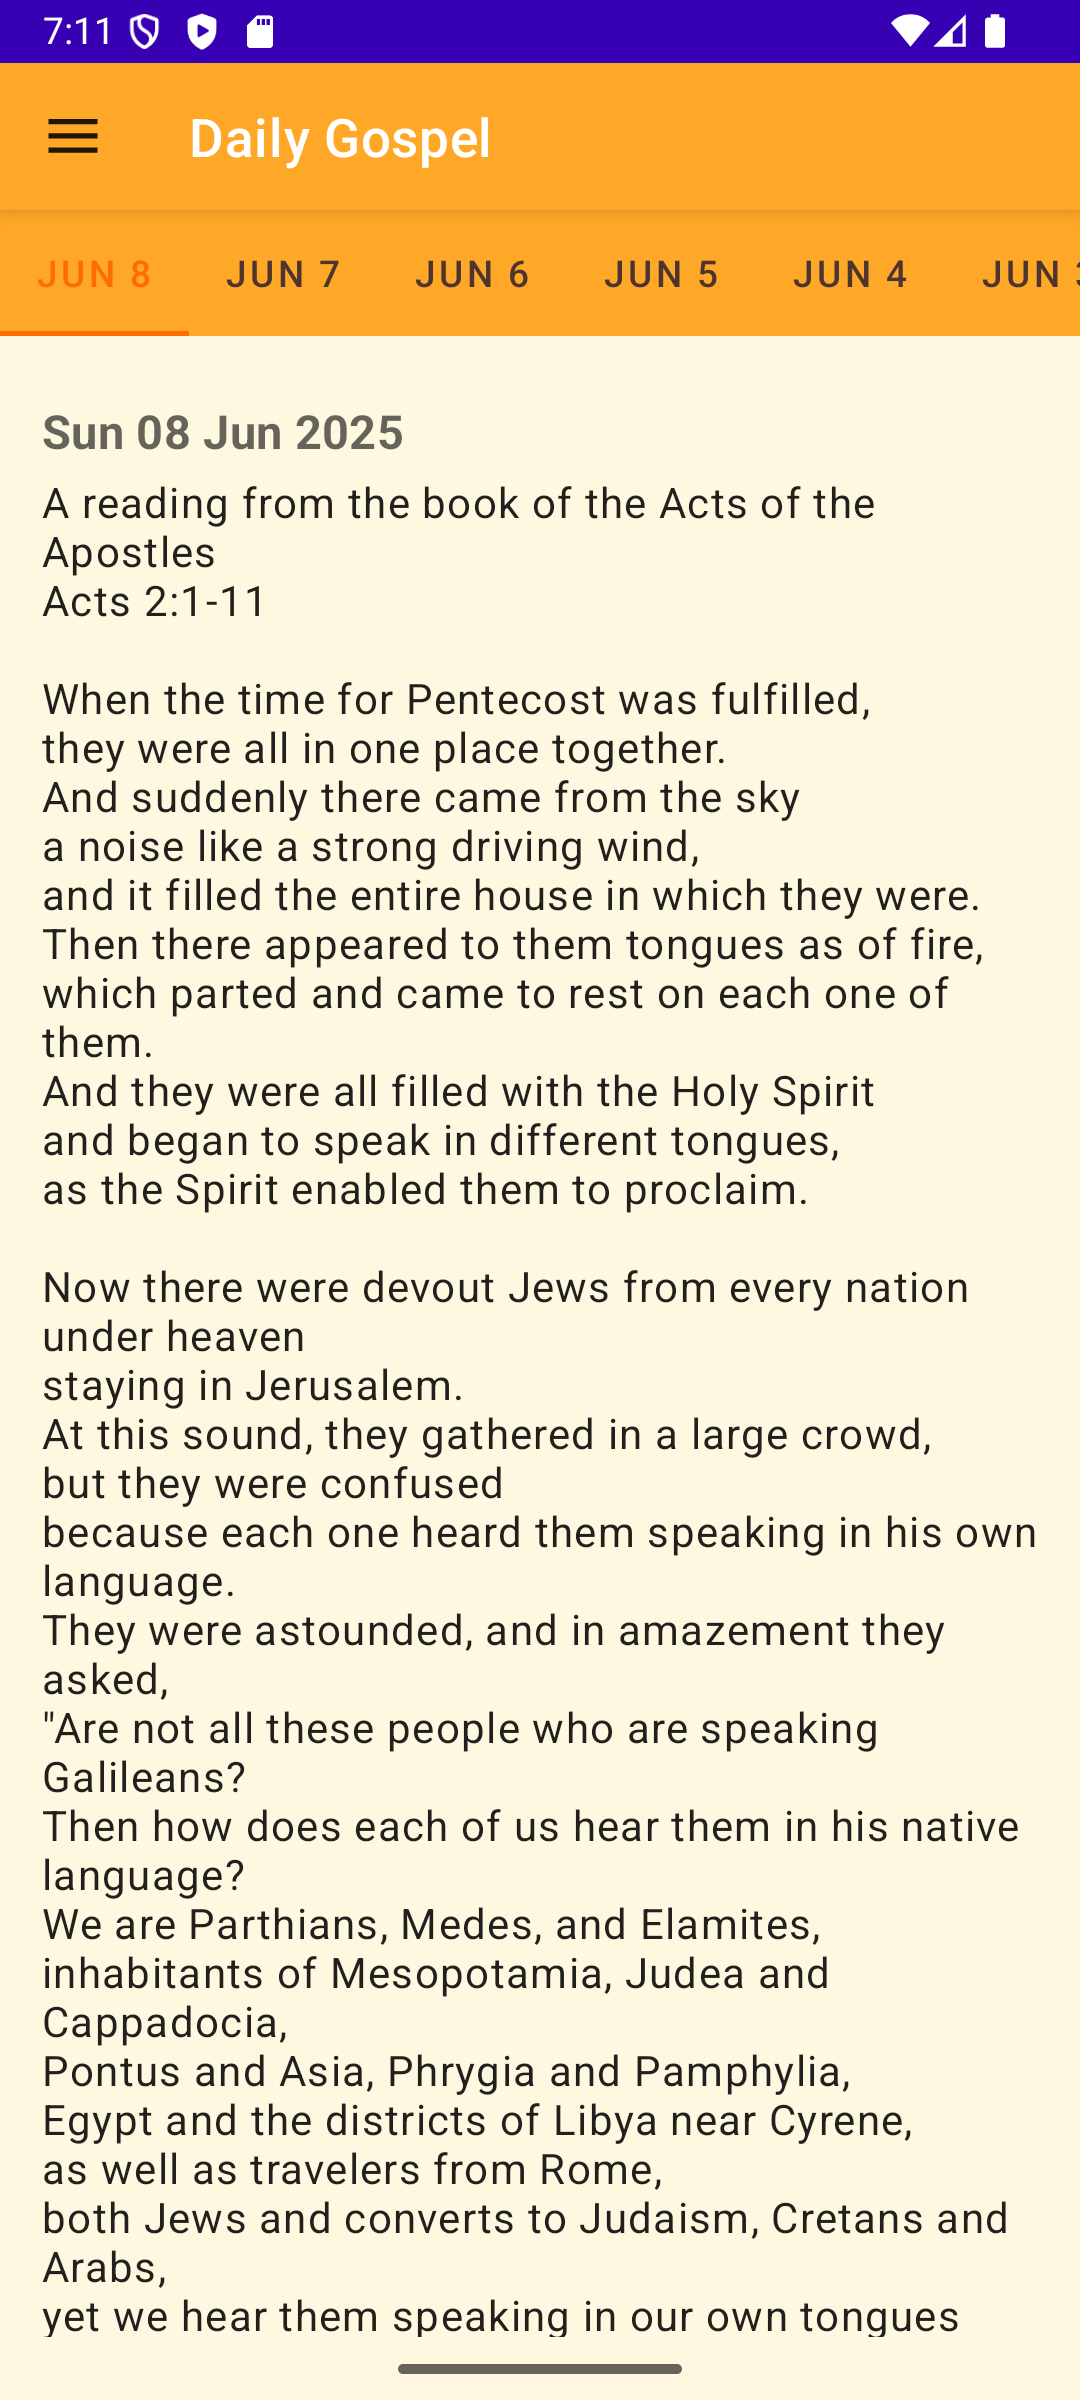 7:11
Daily Gospel
JUN 8 JUN 7 JUN 6 JUN 5 JUN 4 JUN
Sun 08 Jun 2025
A reading from the book of the Acts of the
Apostles
Acts 2:1-11
When the time for Pentecost was fulfilled,
they were all in one place together.
And suddenly there came from the sky
a noise like a strong driving wind,
and it filled the entire house in which they were.
Then there appeared to them tongues as of fire,
which parted and came to rest on each one of
them.
And they were all filled with the Holy Spirit
and began to speak in different tongues,
as the Spirit enabled them to proclaim.
Now there were devout Jews from every nation
under heaven
staying in Jerusalem.
At this sound, they gathered in a large crowd,
but they were confused
because each one heard them speaking in his own
language.
They were astounded, and in amazement they
asked,
"Are not all these people who are speaking
Galileans?
Then how does each of us hear them in his native
language?
We are Parthians, Medes, and Elamites,
inhabitants of Mesopotamia, Judea and
Cappadocia,
Pontus and Asia, Phrygia and Pamphylia,
Egypt and the districts of Libya near Cyrene,
as well as travelers from Rome,
both Jews and converts to Judaism, Cretans and
Arabs,
yet we hear them speaking in our own tongues